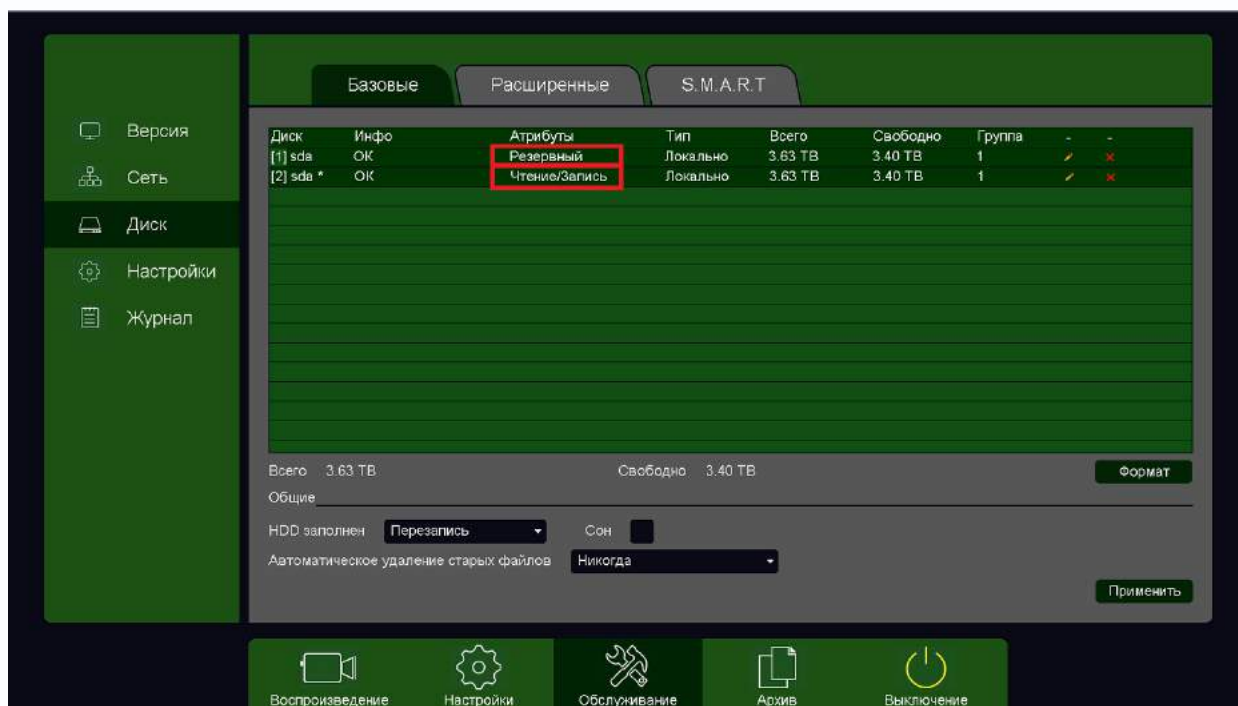 Базовые Расширенные S.M.A.R.T
Версия
Сеть
Диск
Настройки
Журнал
Диск Инфо Атрибуты Тип Всего Свободно Группа - -
[1] sda ОК Резервный Локально 3.63 TB 3.40 TB 1
[2] sda * ОК Чтение/Запись Локально 3.63 TB 3.40 TB 1
Всего 3.63 TB Свободно 3.40 TB Формат
Общие
HDD заполнен Перезапись Сон
Автоматическое удаление старых файлов Никогда
Применить
Воспроизведение Настройки Обслуживание Архив Выключение